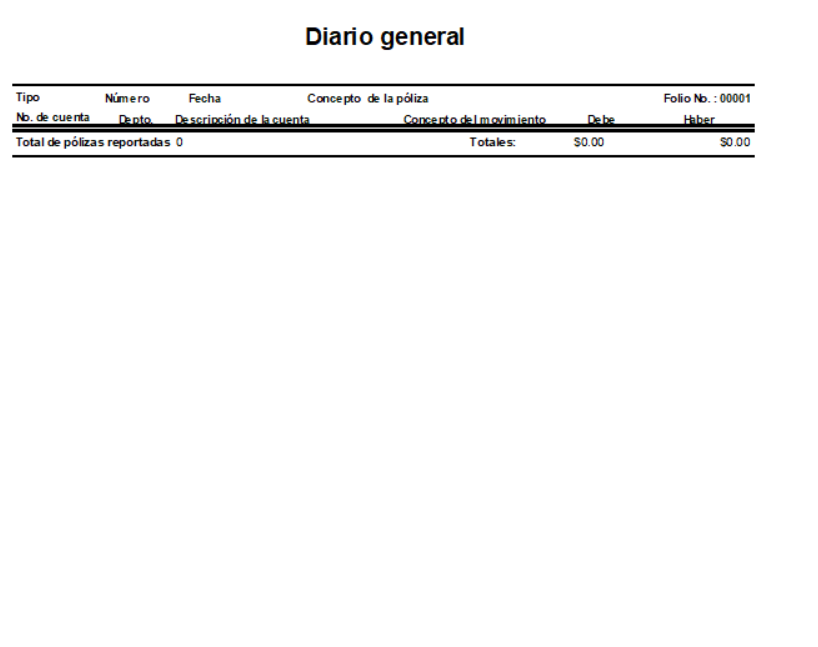 Diario general
Tipo Número Fecha Concepto de la póliza Folio No. : 00001
No. de cuenta Depto. Descripción de la cuenta Concepto del movimiento Debe Haber
Total de pólizas reportadas 0 Totales: $0.00 $0.00